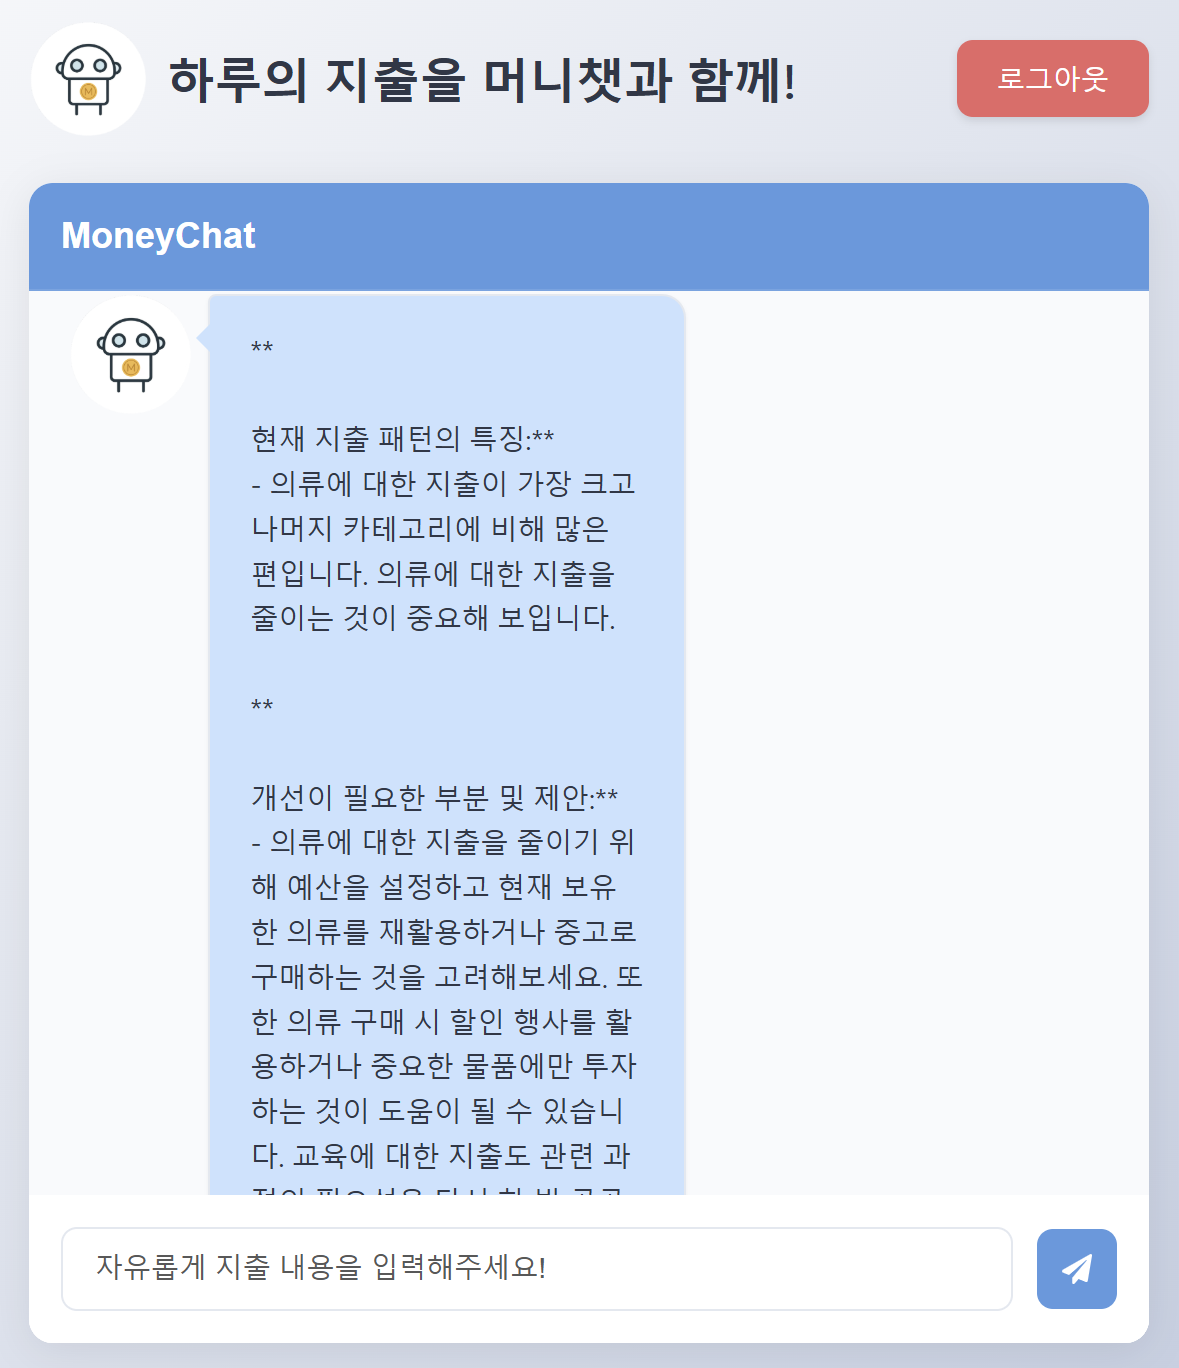 하루의 지출을 머니챗과 함께!
로그아웃
MoneyChat
**
현재 지출 패턴의 특징:**
- 의류에 대한 지출이 가장 크고
나머지 카테고리에 비해 많은
편입니다. 의류에 대한 지출을
줄이는 것이 중요해 보입니다.
**
개선이 필요한 부분 및 제안:**
- 의류에 대한 지출을 줄이기 위
해 예산을 설정하고 현재 보유
한 의류를 재활용하거나 중고로
구매하는 것을 고려해보세요. 또
한 의류 구매 시 할인 행사를 활
용하거나 중요한 물품에만 투자
하는 것이 도움이 될 수 있습니
다. 교육에 대한 지출도 관련 과
자유롭게 지출 내용을 입력해주세요!